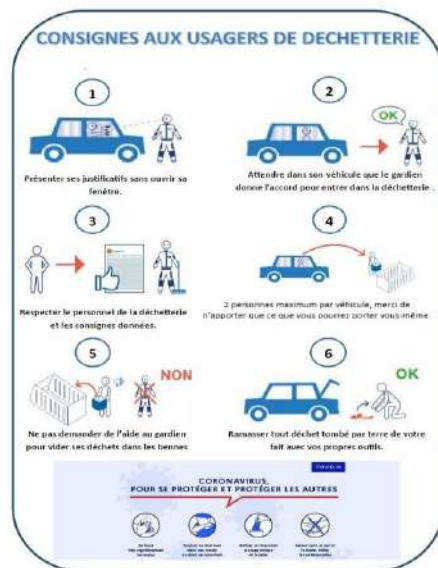 CONSIGNES AUX USAGERS DE DECHETTERIE
1
Présenter ses justificatifs sans ouvrir sa
fenêtre.
2
OK
Attendre dans son véhicule que le gardien
donne l'accord pour entrer dans la déchetterie .
3
Respecter le personnel de la déchetterie
et les consignes données.
4
2 personnes maximum par véhicule, merci de
n'apporter que ce que vous pourrez porter vous-même.
5
NON
Ne pas demander de l'aide au gardien
pour vider ses déchets dans les bennes
6
OK
Ramasser tout déchet tombé par terre de votre
fait avec vos propres outils.
COVID-19
CORONAVIRUS,
POUR SE PROTÉGER ET PROTÉGER LES AUTRES